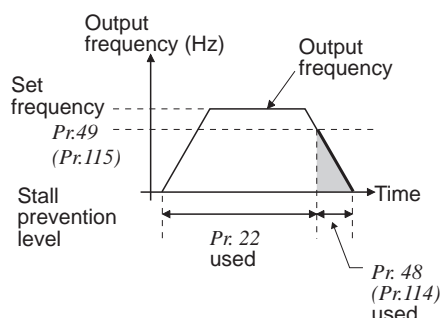 Output
frequency (Hz)
Output
frequency
Set
frequency
Pr.49
(Pr.115)
Stall
prevention
level
Time
Pr. 22
used
Pr. 48
(Pr.114)
used